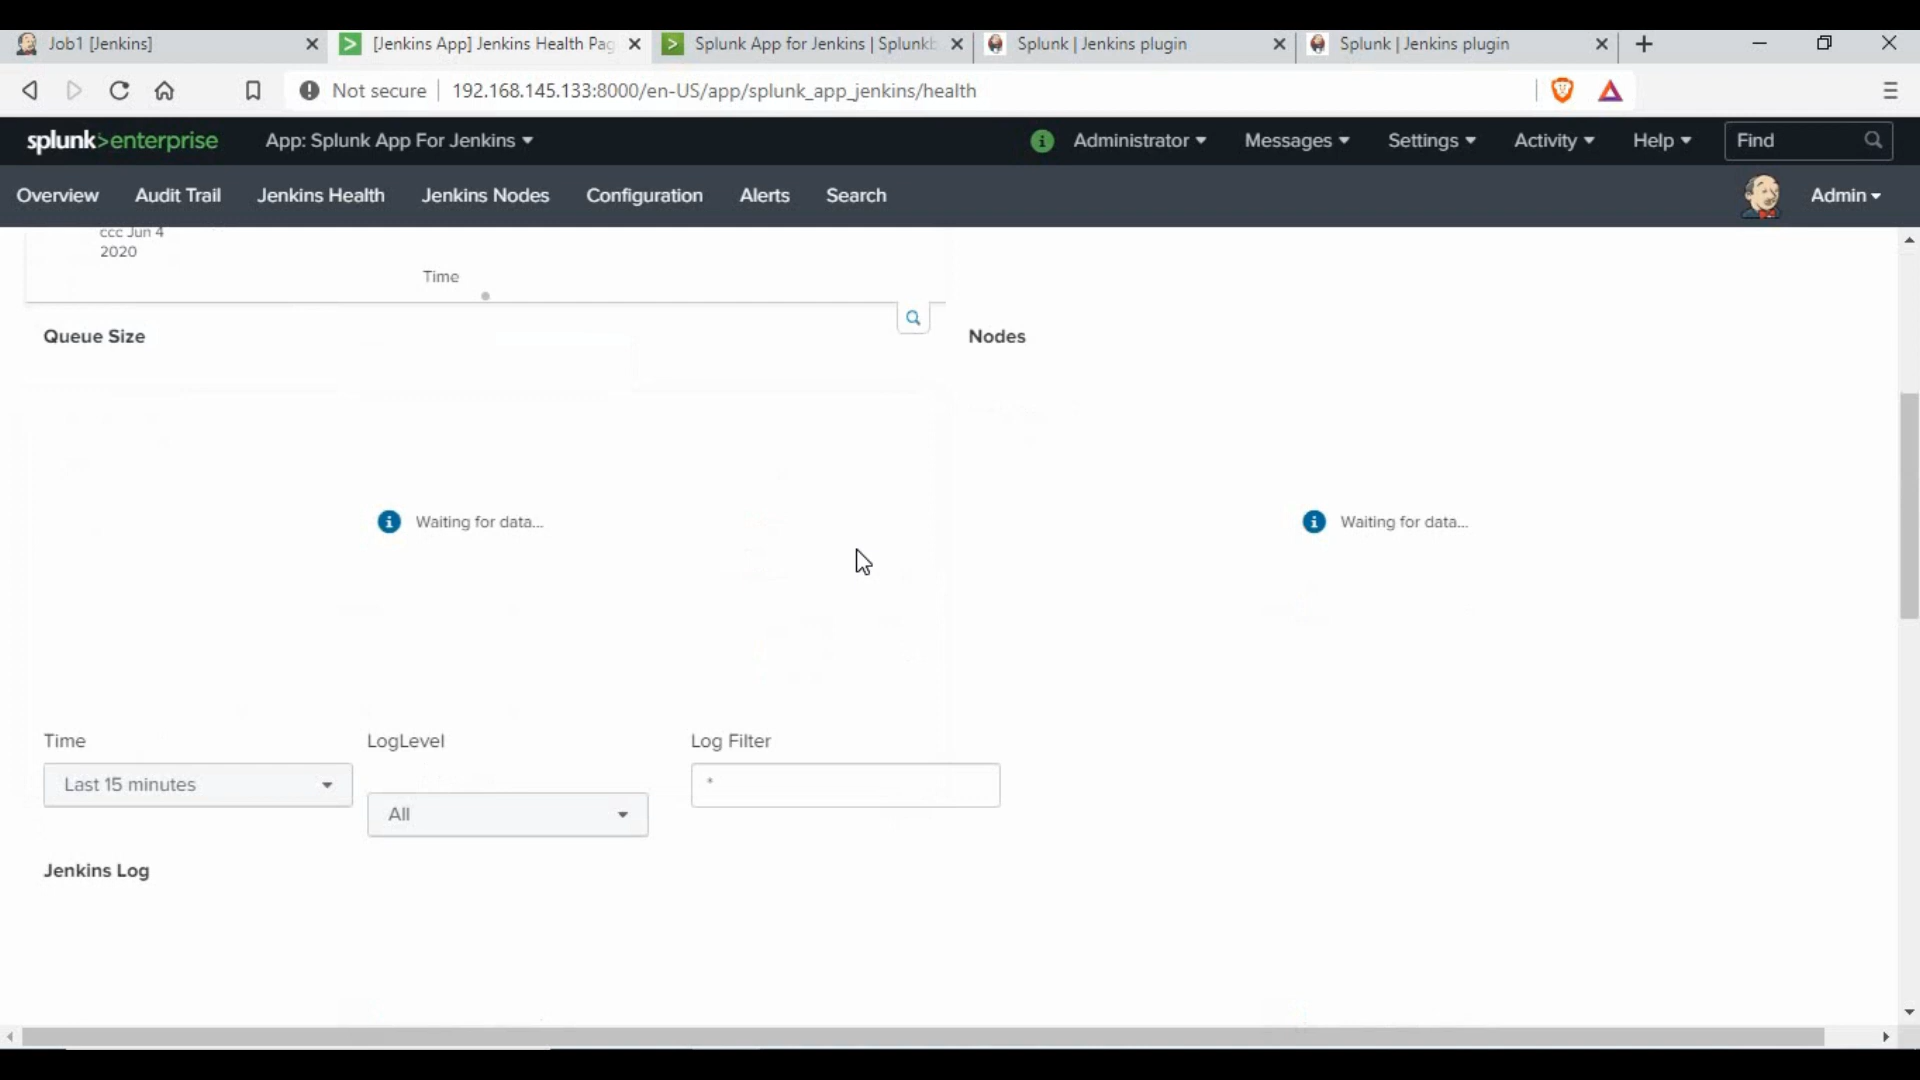 Job1 [Jenkins]
[Jenkins App] Jenkins Health Pag
Splunk App for Jenkins | Splunkb
Splunk | Jenkins plugin
Splunk | Jenkins plugin
Not secure
192.168.145.133:8000/en-US/app/splunk_app_jenkins/health
splunk>enterprise
App: Splunk App For Jenkins
Administrator
Messages
Settings
Activity
Help
Find
Overview
Audit Trail
Jenkins Health
Jenkins Nodes
Configuration
Alerts
Search
Admin
Jun 4
2020
Time
Queue Size
Nodes
Waiting for data...
Waiting for data...
Time
LogLevel
Log Filter
Last 15 minutes
All
*
Jenkins Log